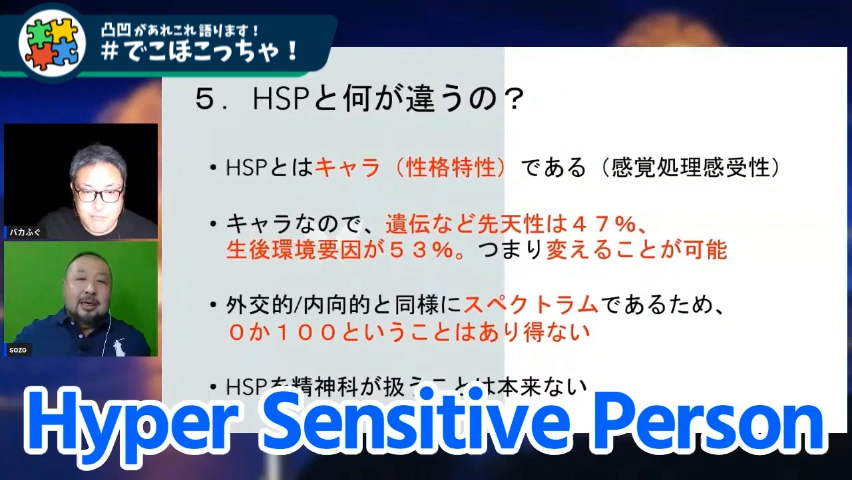 凸凹があれこれ語ります！
＃でこぼこっちゃ！
５．HSPと何が違うの？
・HSPとはキャラ（性格特性）である（感覚処理感受性）
・キャラなので、遺伝など先天性は４７％、
生後環境要因が５３％。つまり変えることが可能
・外交的/内向的と同様にスペクトラムであるため、
０か１００ということはあり得ない
・HSPを精神科が扱うことは本来ない
バカふぐ
sozo
Hyper Sensitive Person